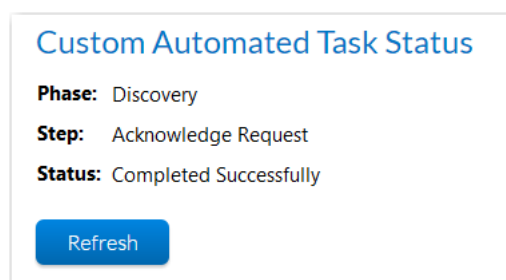 Custom Automated Task Status
Phase: Discovery
Step: Acknowledge Request
Status: Completed Successfully
Refresh